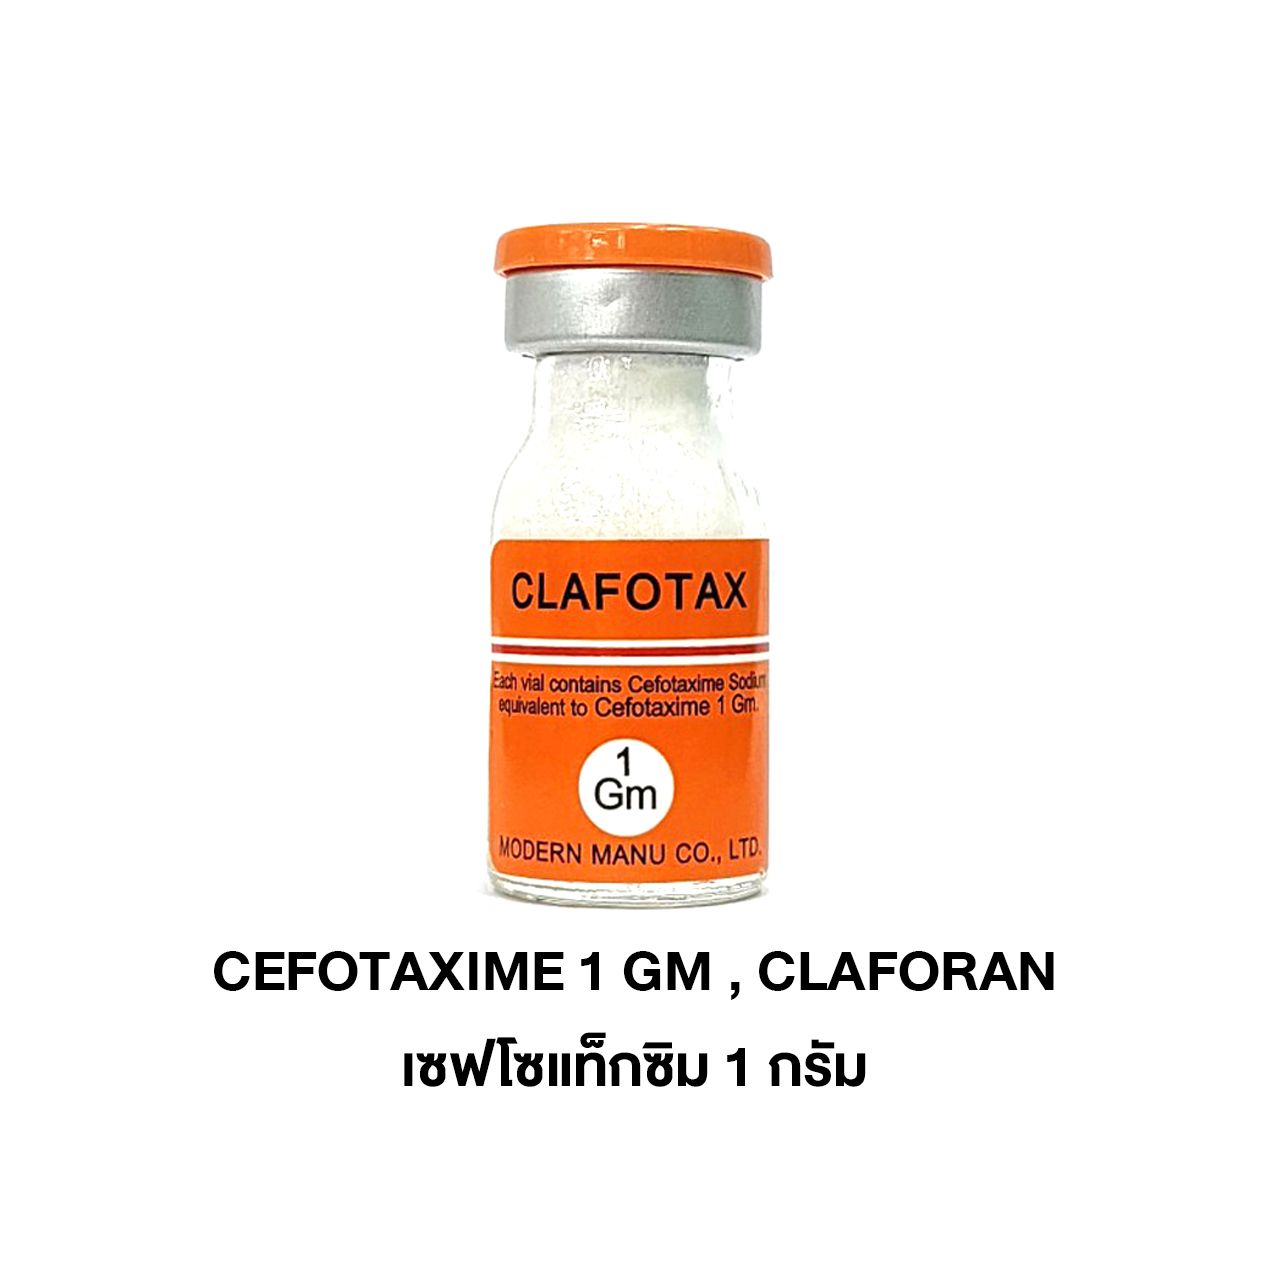 CLAFOTAX
Each vial contains Cefotaxime Sodium
equivalent to Cefotaxime 1 Gm.
1
Gm
MODERN MANU CO., LTD.
CEFOTAXIME 1 GM , CLAFORAN
เซฟโซแท็กซิม 1 กรัม